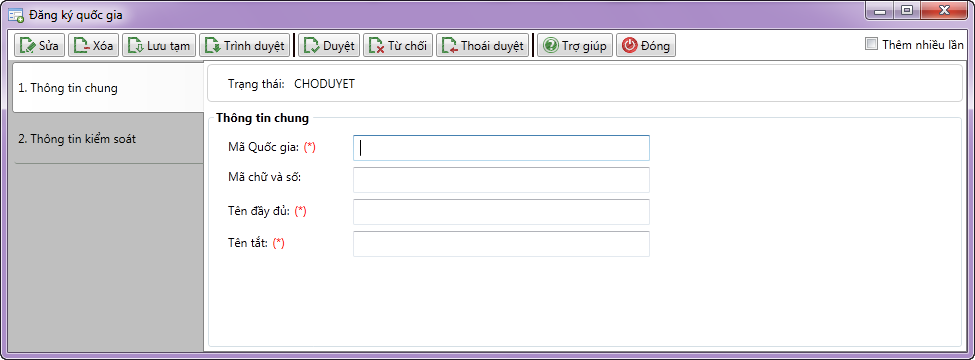 Đăng ký quốc gia
Sửa Xóa Lưu tạm Trình duyệt Duyệt Từ chối Thoái duyệt Trợ giúp Đóng Thêm nhiều lần
1. Thông tin chung
2. Thông tin kiểm soát
Trạng thái: CHODUYET
Thông tin chung
Mã Quốc gia: (*)
Mã chữ và số:
Tên đầy đủ: (*)
Tên tắt: (*)